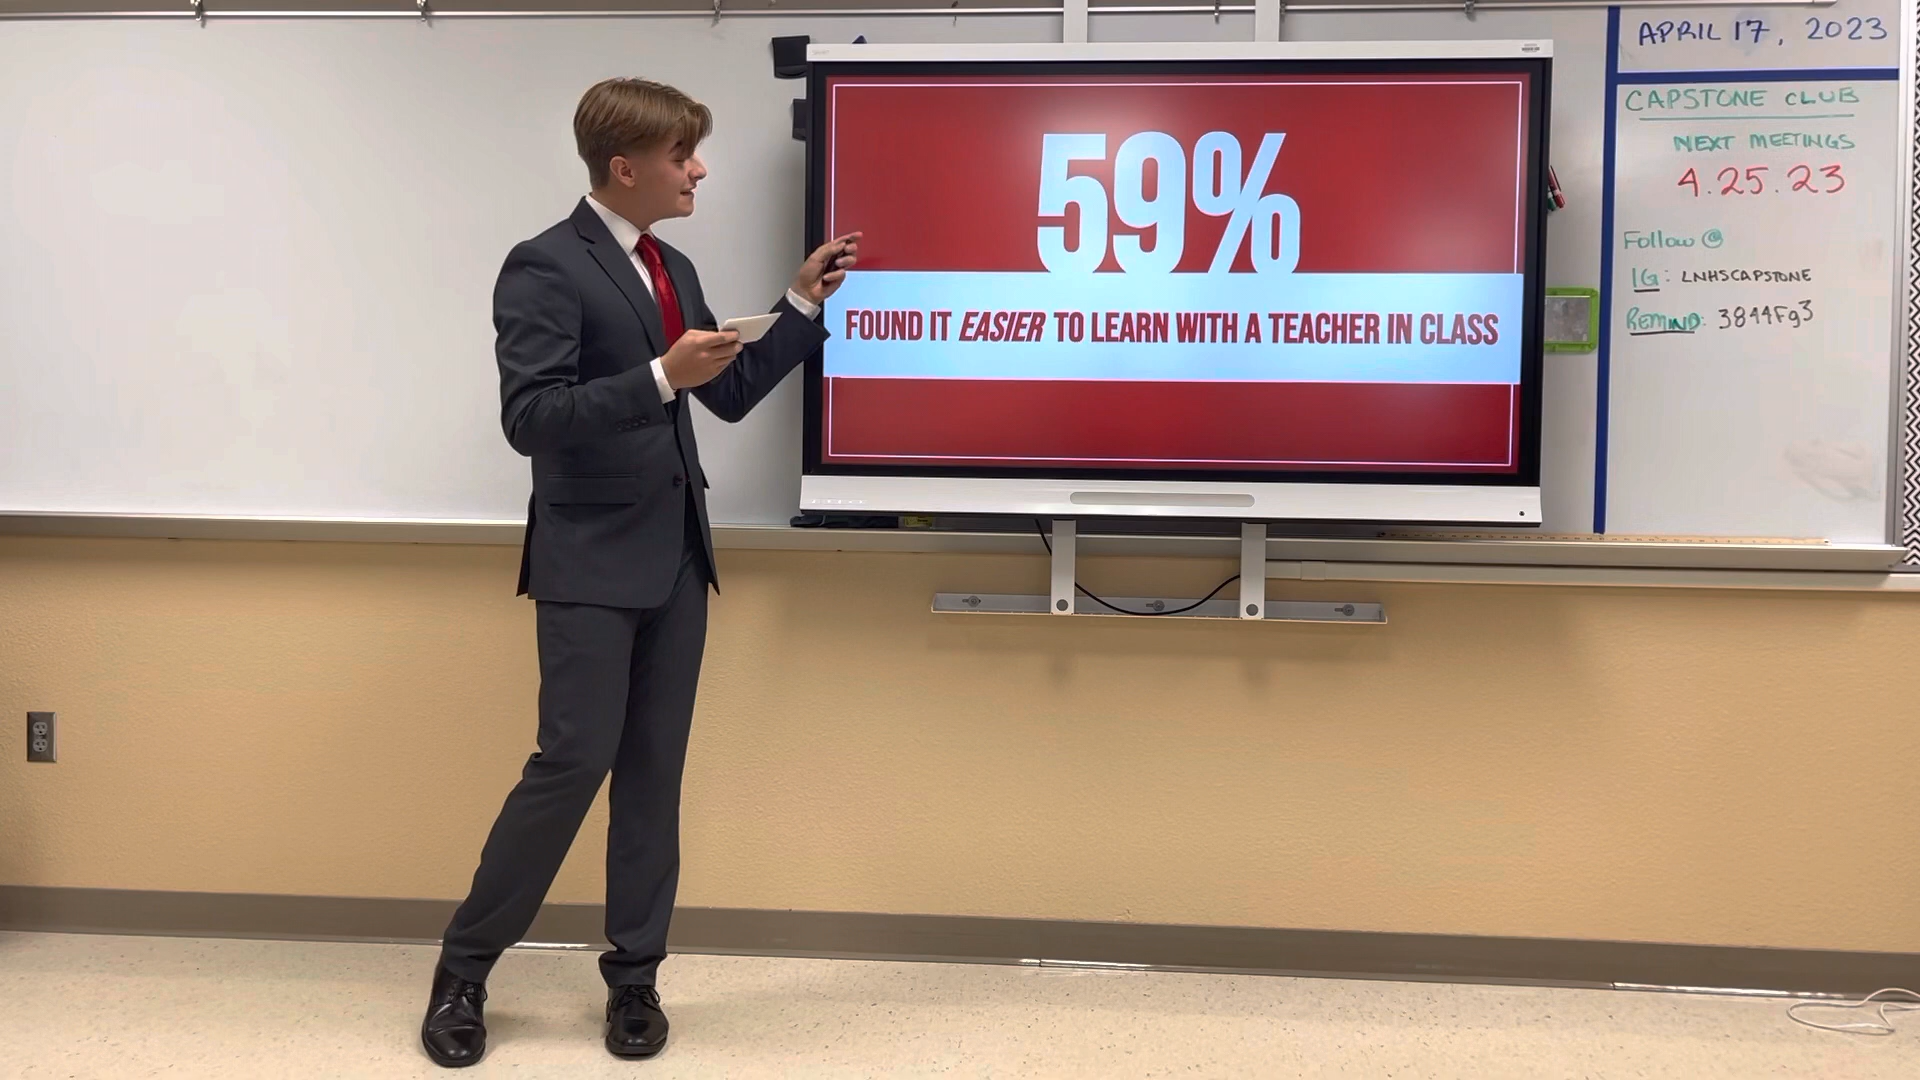 59%
FOUND IT EASIER TO LEARN WITH A TEACHER IN CLASS
APRIL 17, 2023
CAPSTONE CLUB
NEXT MEETINGS
4.25.23
Follow @
IG: LNHSCAPSTONE
REMIND: 3844Fg3